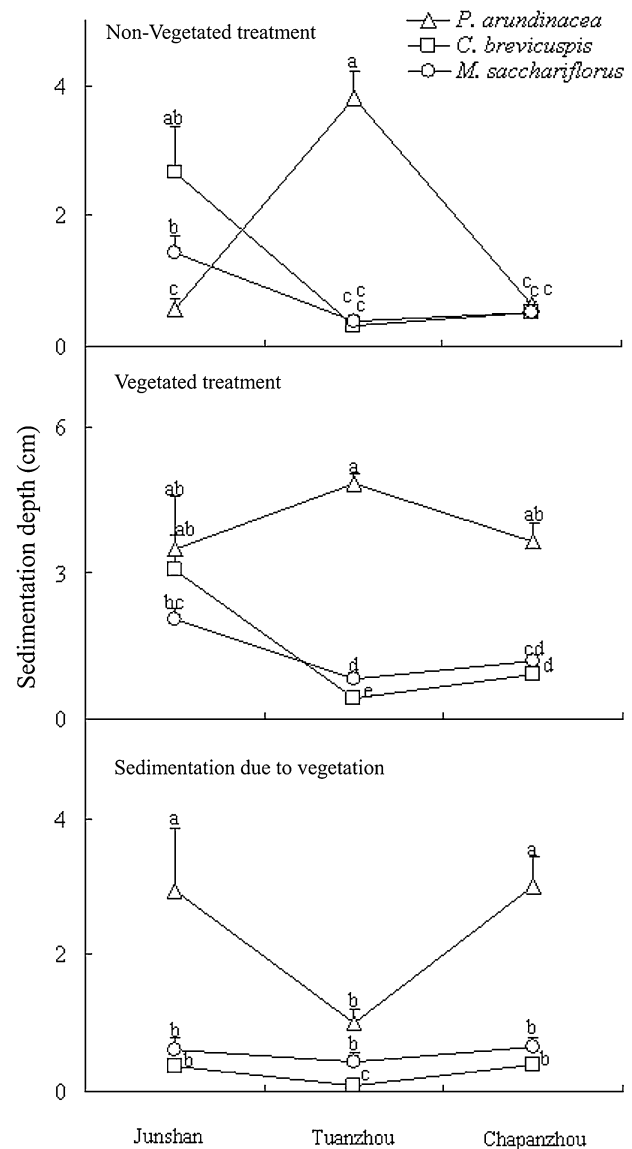 Non-Vegetated treatment
P. arundinacea
C. brevicuspis
M. sacchariflorus
4
2
0
ab
b
c
a
c c
c
c
c c
Sedimentation depth (cm)
Vegetated treatment
6
3
0
ab
ab
bc
a
d
e
ab
cd
d
Sedimentation due to vegetation
4
2
0
a
b
b
b
b
c
a
b
b
Junshan
Tuanzhou
Chapanzhou